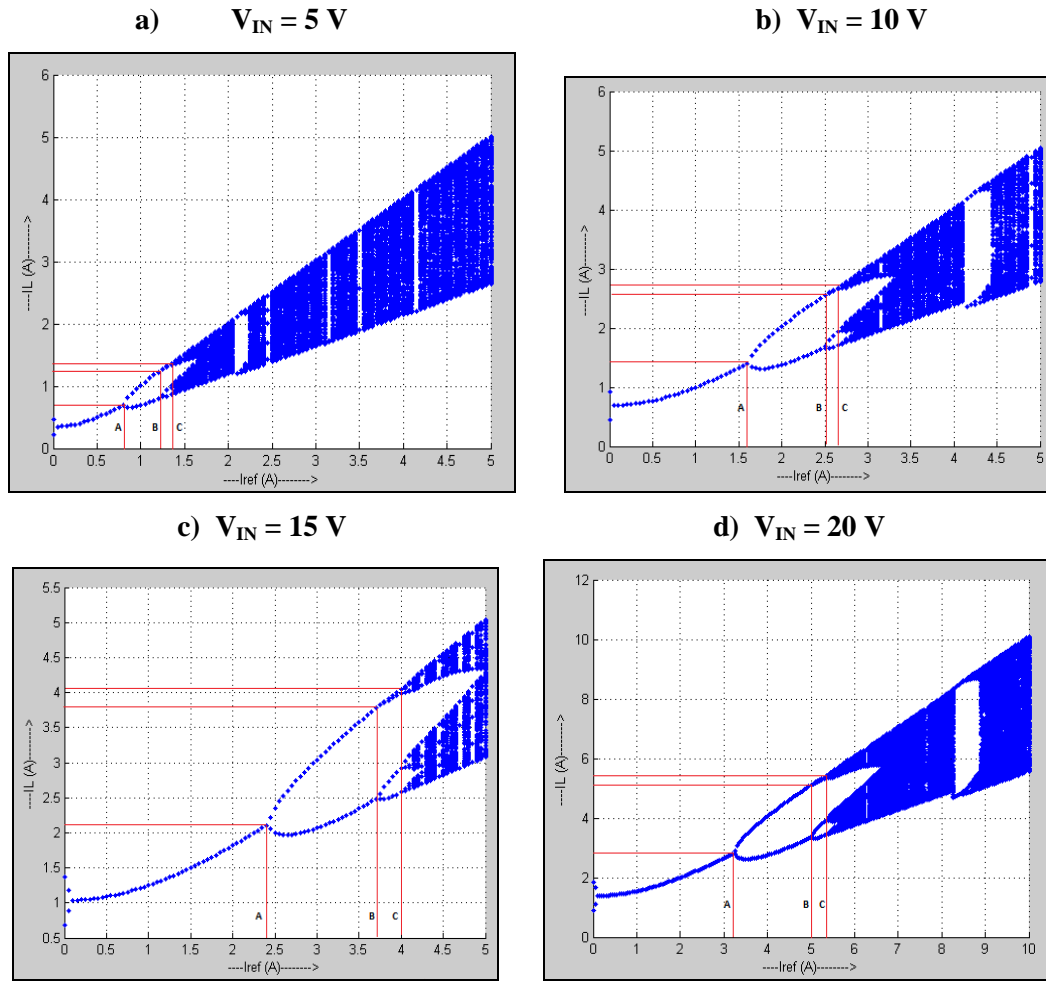 a) V_IN = 5 V
b) V_IN = 10 V
6
5
4
3
2
1
0
----IL (A)-------->
A
B
C
0 0.5 1 1.5 2 2.5 3 3.5 4 4.5 5
----Iref (A)-------->
6
5
4
3
2
1
0
----IL (A)-------->
A
B
C
0 0.5 1 1.5 2 2.5 3 3.5 4 4.5 5
----Iref (A)-------->
c) V_IN = 15 V
d) V_IN = 20 V
5.5
5
4.5
4
3.5
3
2.5
2
1.5
1
0.5
----IL (A)-------->
A
B
C
0 0.5 1 1.5 2 2.5 3 3.5 4 4.5 5
----Iref (A)-------->
12
10
8
6
4
2
0
----IL (A)-------->
A
B
C
0 1 2 3 4 5 6 7 8 9 10
----Iref (A)-------->